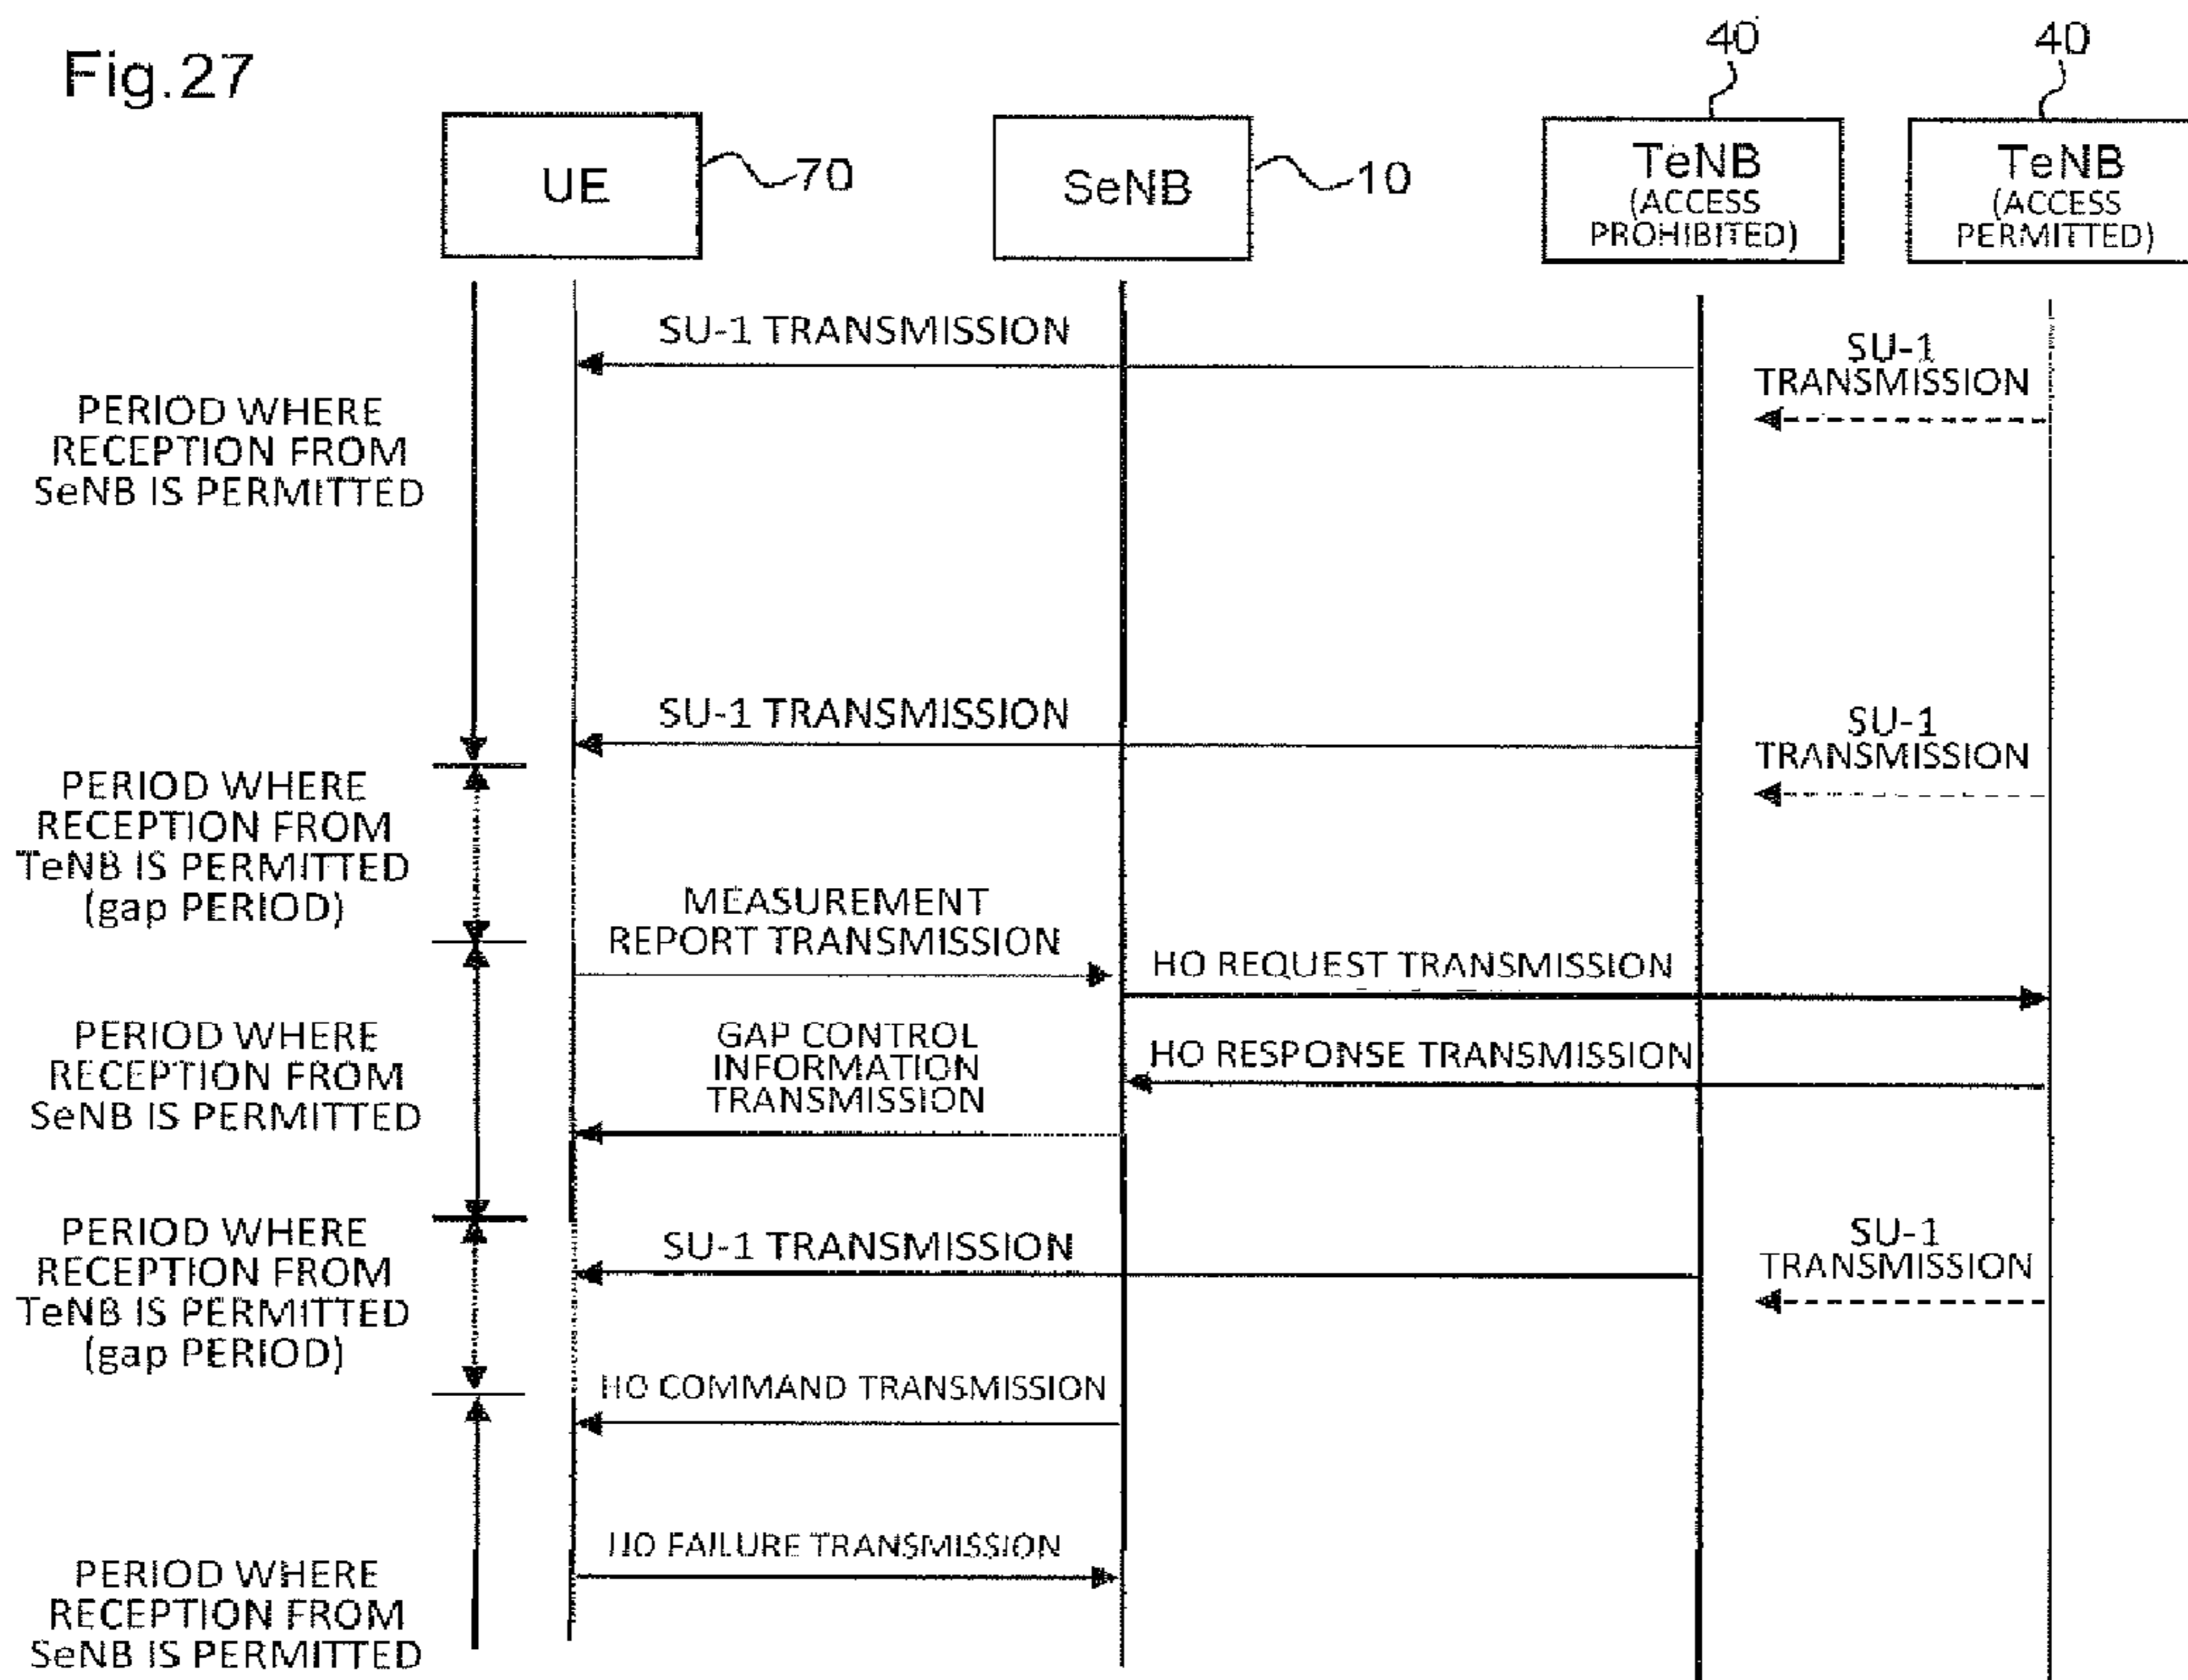 Fig.27
40
40
UE
70
SeNB
10
TeNB
(ACCESS
PROHIBITED)
TeNB
(ACCESS
PERMITTED)
SU-1 TRANSMISSION
SU-1
TRANSMISSION
PERIOD WHERE
RECEPTION FROM
SeNB IS PERMITTED
SU-1 TRANSMISSION
SU-1
TRANSMISSION
PERIOD WHERE
RECEPTION FROM
TeNB IS PERMITTED
(gap PERIOD)
MEASUREMENT
REPORT TRANSMISSION
HO REQUEST TRANSMISSION
PERIOD WHERE
RECEPTION FROM
SeNB IS PERMITTED
GAP CONTROL
INFORMATION
TRANSMISSION
HO RESPONSE TRANSMISSION
PERIOD WHERE
RECEPTION FROM
TeNB IS PERMITTED
(gap PERIOD)
SU-1 TRANSMISSION
SU-1
TRANSMISSION
HO COMMAND TRANSMISSION
HO FAILURE TRANSMISSION
PERIOD WHERE
RECEPTION FROM
SeNB IS PERMITTED